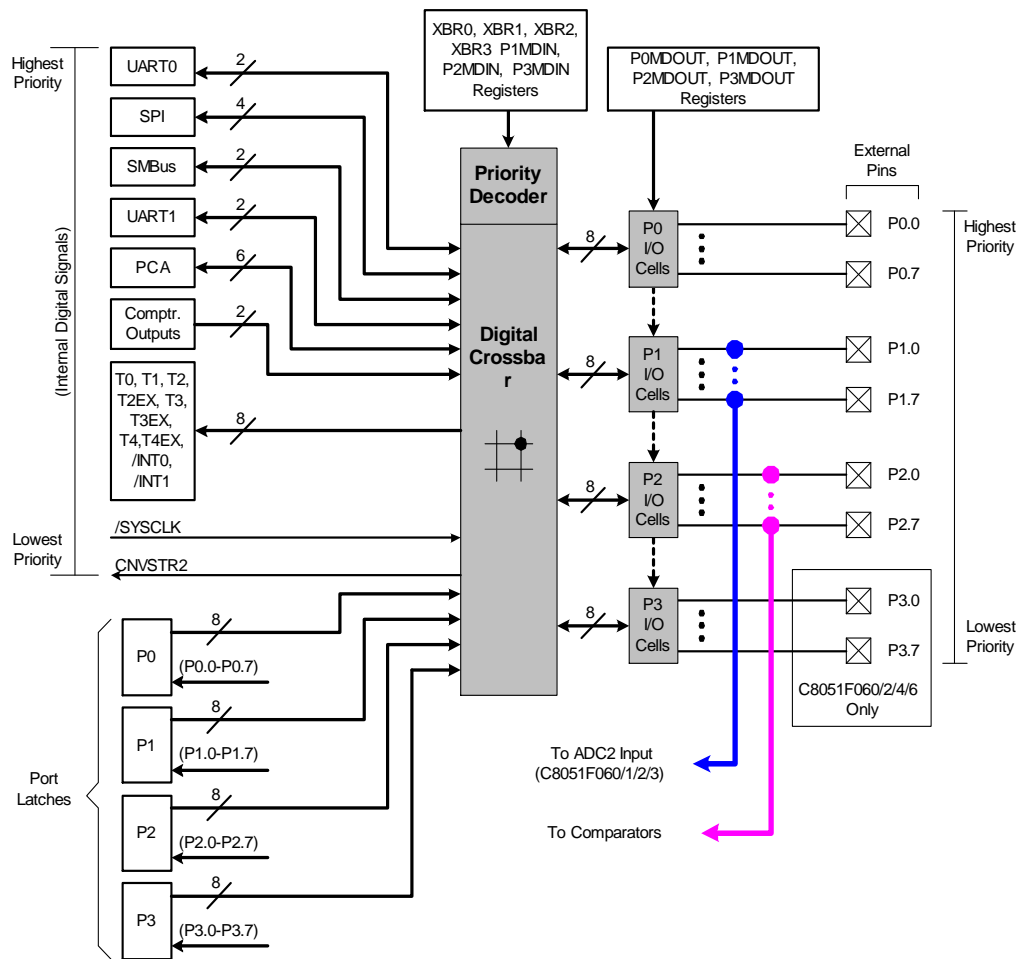 XBR0, XBR1, XBR2,
XBR3 P1MDIN,
P2MDIN, P3MDIN
Registers
P0MDOUT, P1MDOUT,
P2MDOUT, P3MDOUT
Registers
Highest
Priority
(Internal Digital Signals)
Lowest
Priority
UART0
2
SPI
4
SMBus
2
UART1
2
PCA
6
Comptr.
Outputs
2
T0, T1, T2,
T2EX, T3,
T3EX,
T4,T4EX,
/INT0,
/INT1
8
/SYSCLK
CNVSTR2
Port
Latches
P0
8
(P0.0-P0.7)
P1
8
(P1.0-P1.7)
P2
8
(P2.0-P2.7)
P3
8
(P3.0-P3.7)
Priority
Decoder
Digital
Crossba
r
8
P0
I/O
Cells
8
P1
I/O
Cells
8
P2
I/O
Cells
8
P3
I/O
Cells
External
Pins
P0.0
P0.7
P1.0
P1.7
P2.0
P2.7
P3.0
P3.7
C8051F060/2/4/6
Only
Highest
Priority
Lowest
Priority
To ADC2 Input
(C8051F060/1/2/3)
To Comparators